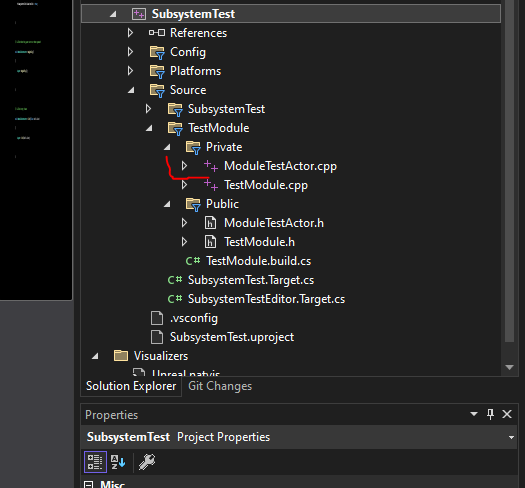 SubsystemTest
References
Config
Platforms
Source
SubsystemTest
TestModule
Private
ModuleTestActor.cpp
TestModule.cpp
Public
ModuleTestActor.h
TestModule.h
C# TestModule.build.cs
C# SubsystemTest.Target.cs
C# SubsystemTestEditor.Target.cs
.vsconfig
SubsystemTest.uproject
Visualizers
Unreal.natvis
Solution Explorer Git Changes
Properties
SubsystemTest Project Properties
Misc